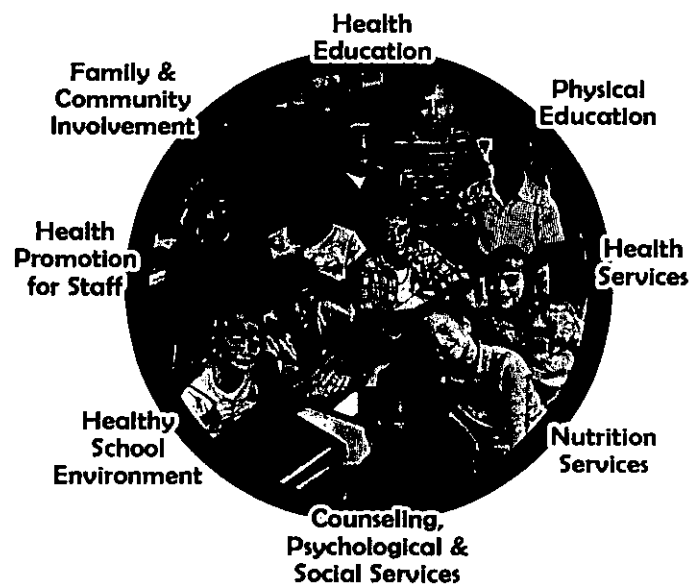 Health
Education
Physical
Education
Health
Services
Nutrition
Services
Counseling,
Psychological &
Social Services
Healthy
School
Environment
Health
Promotion
for Staff
Family &
Community
Involvement